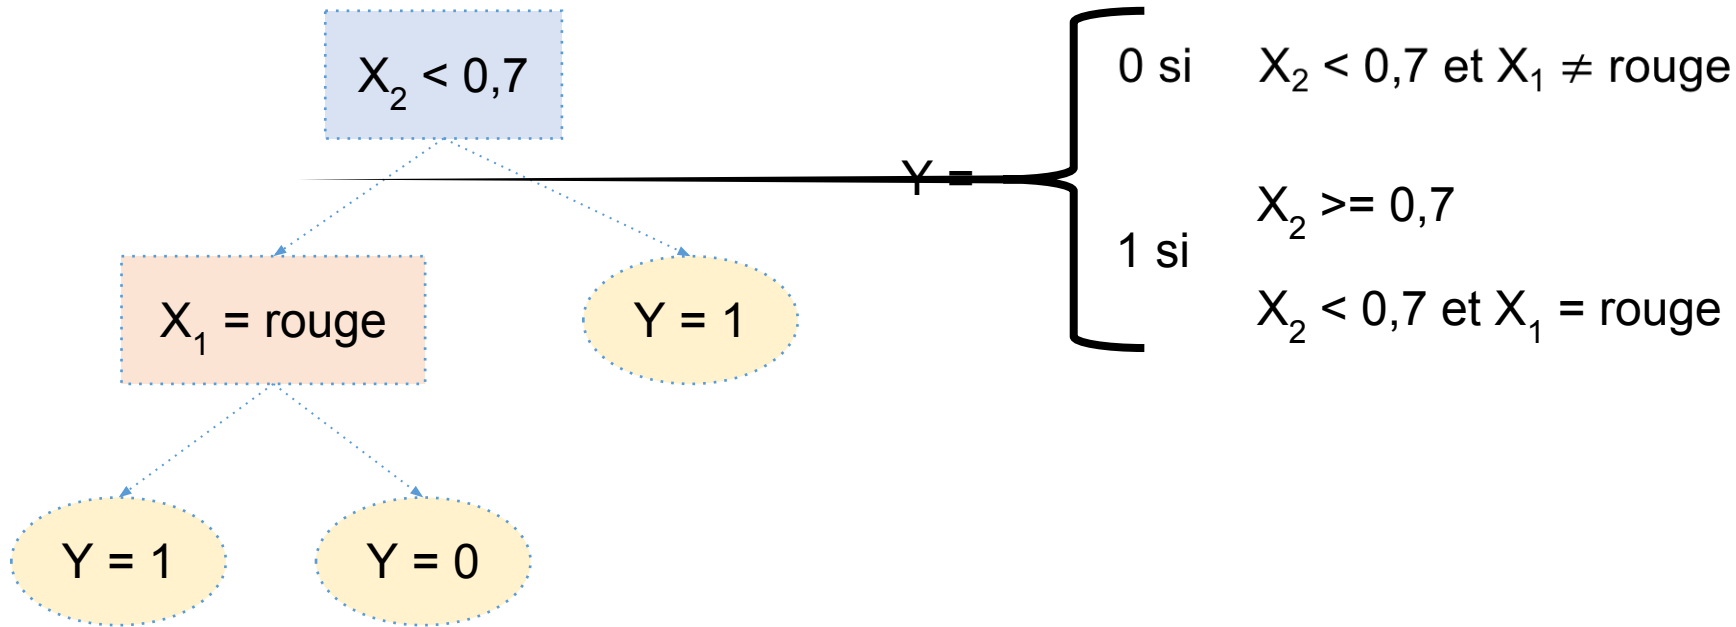 X₂ < 0,7
X₁ = rouge
Y = 1
Y = 1
Y = 0
Y =
0 si X₂ < 0,7 et X₁ ≠ rouge
1 si
X₂ >= 0,7
X₂ < 0,7 et X₁ = rouge